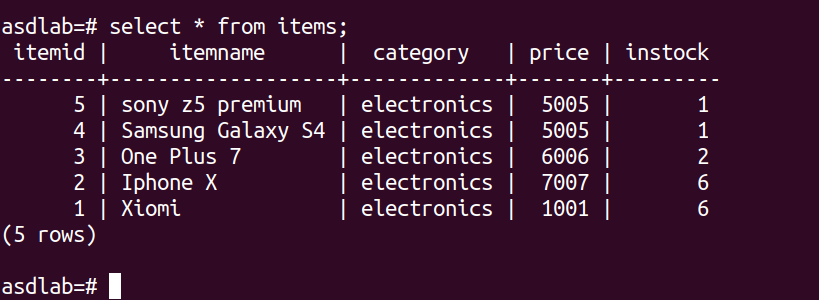 asdlab=# select * from items;
 itemid |     itemname      |  category   | price | instock
--------+-------------------+-------------+-------+---------
      5 | sony z5 premium   | electronics |  5005 |       1
      4 | Samsung Galaxy S4 | electronics |  5005 |       1
      3 | One Plus 7        | electronics |  6006 |       2
      2 | Iphone X          | electronics |  7007 |       6
      1 | Xiomi             | electronics |  1001 |       6
(5 rows)
asdlab=#